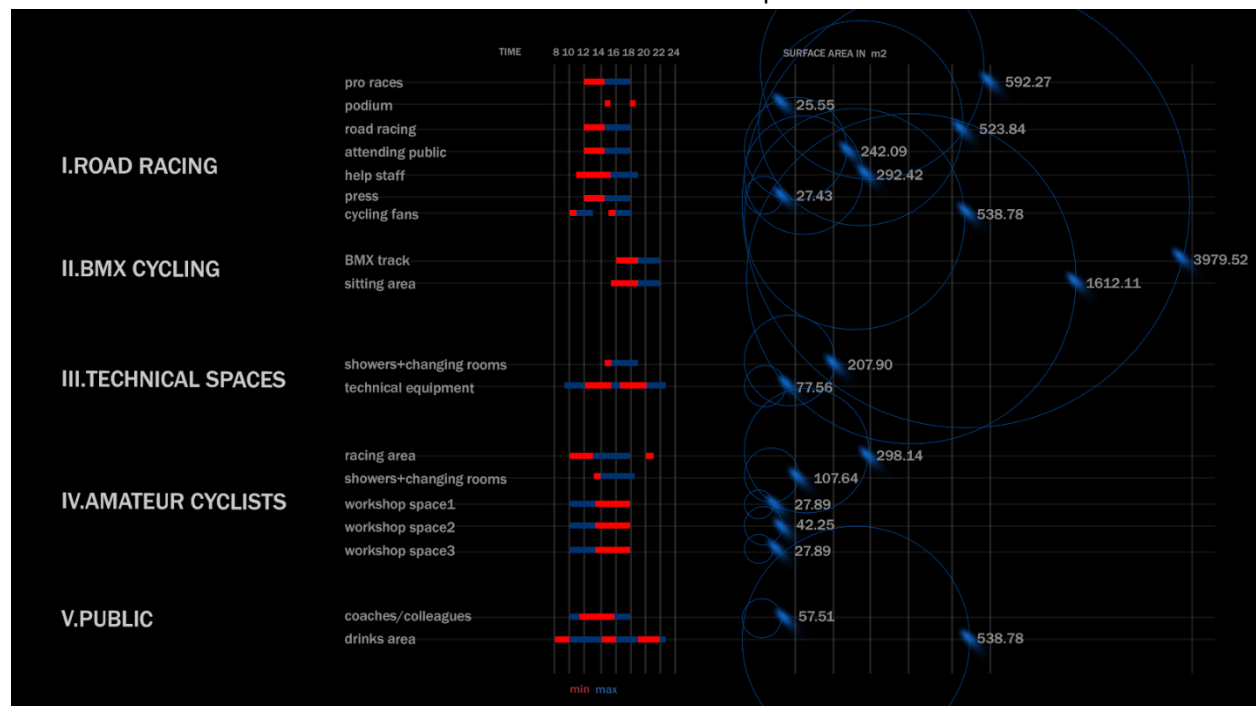 TIME 8 10 12 14 16 18 20 22 24 SURFACE AREA IN m2
pro races 592.27
podium 25.55
road racing 523.84
I.ROAD RACING
attending public 242.09
help staff 292.42
press 27.43
cycling fans 538.78
II.BMX CYCLING
BMX track 3979.52
sitting area 1612.11
III.TECHNICAL SPACES
showers+changing rooms 207.90
technical equipment 77.56
racing area 298.14
showers+changing rooms 107.64
IV.AMATEUR CYCLISTS
workshop space1 27.89
workshop space2 42.25
workshop space3 27.89
V.PUBLIC
coaches/colleagues 57.51
drinks area 538.78
min max